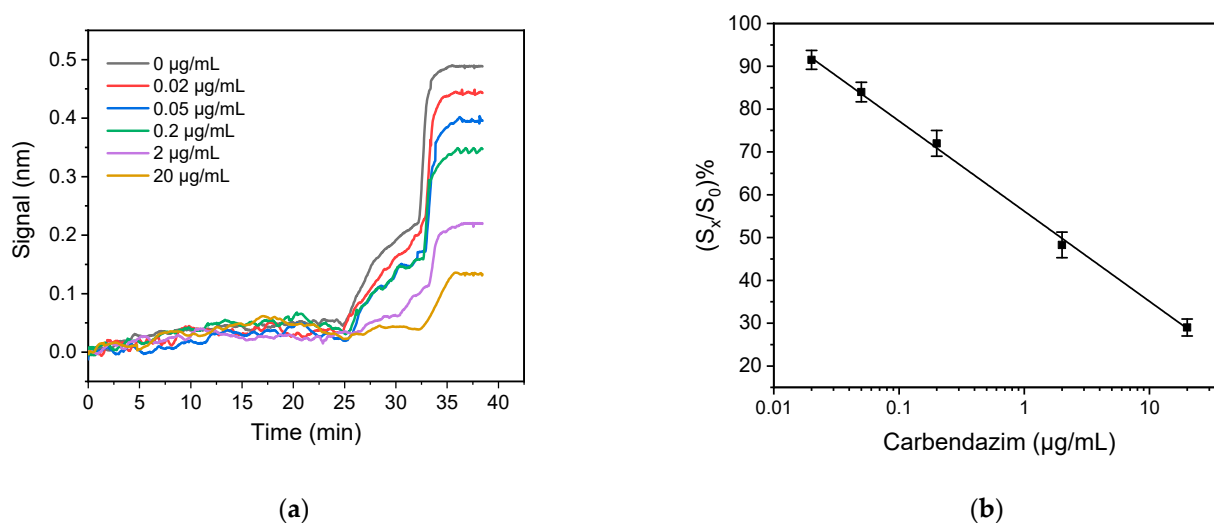 0.5
0.4
0.3
0.2
0.1
0.0
Signal (nm)
0 µg/mL
0.02 µg/mL
0.05 µg/mL
0.2 µg/mL
2 µg/mL
20 µg/mL
0 5 10 15 20 25 30 35 40
Time (min)
(a)
100
90
80
70
60
50
40
30
20
(Sx/S0)%
0.01 0.1 1 10
Carbendazim (µg/mL)
(b)